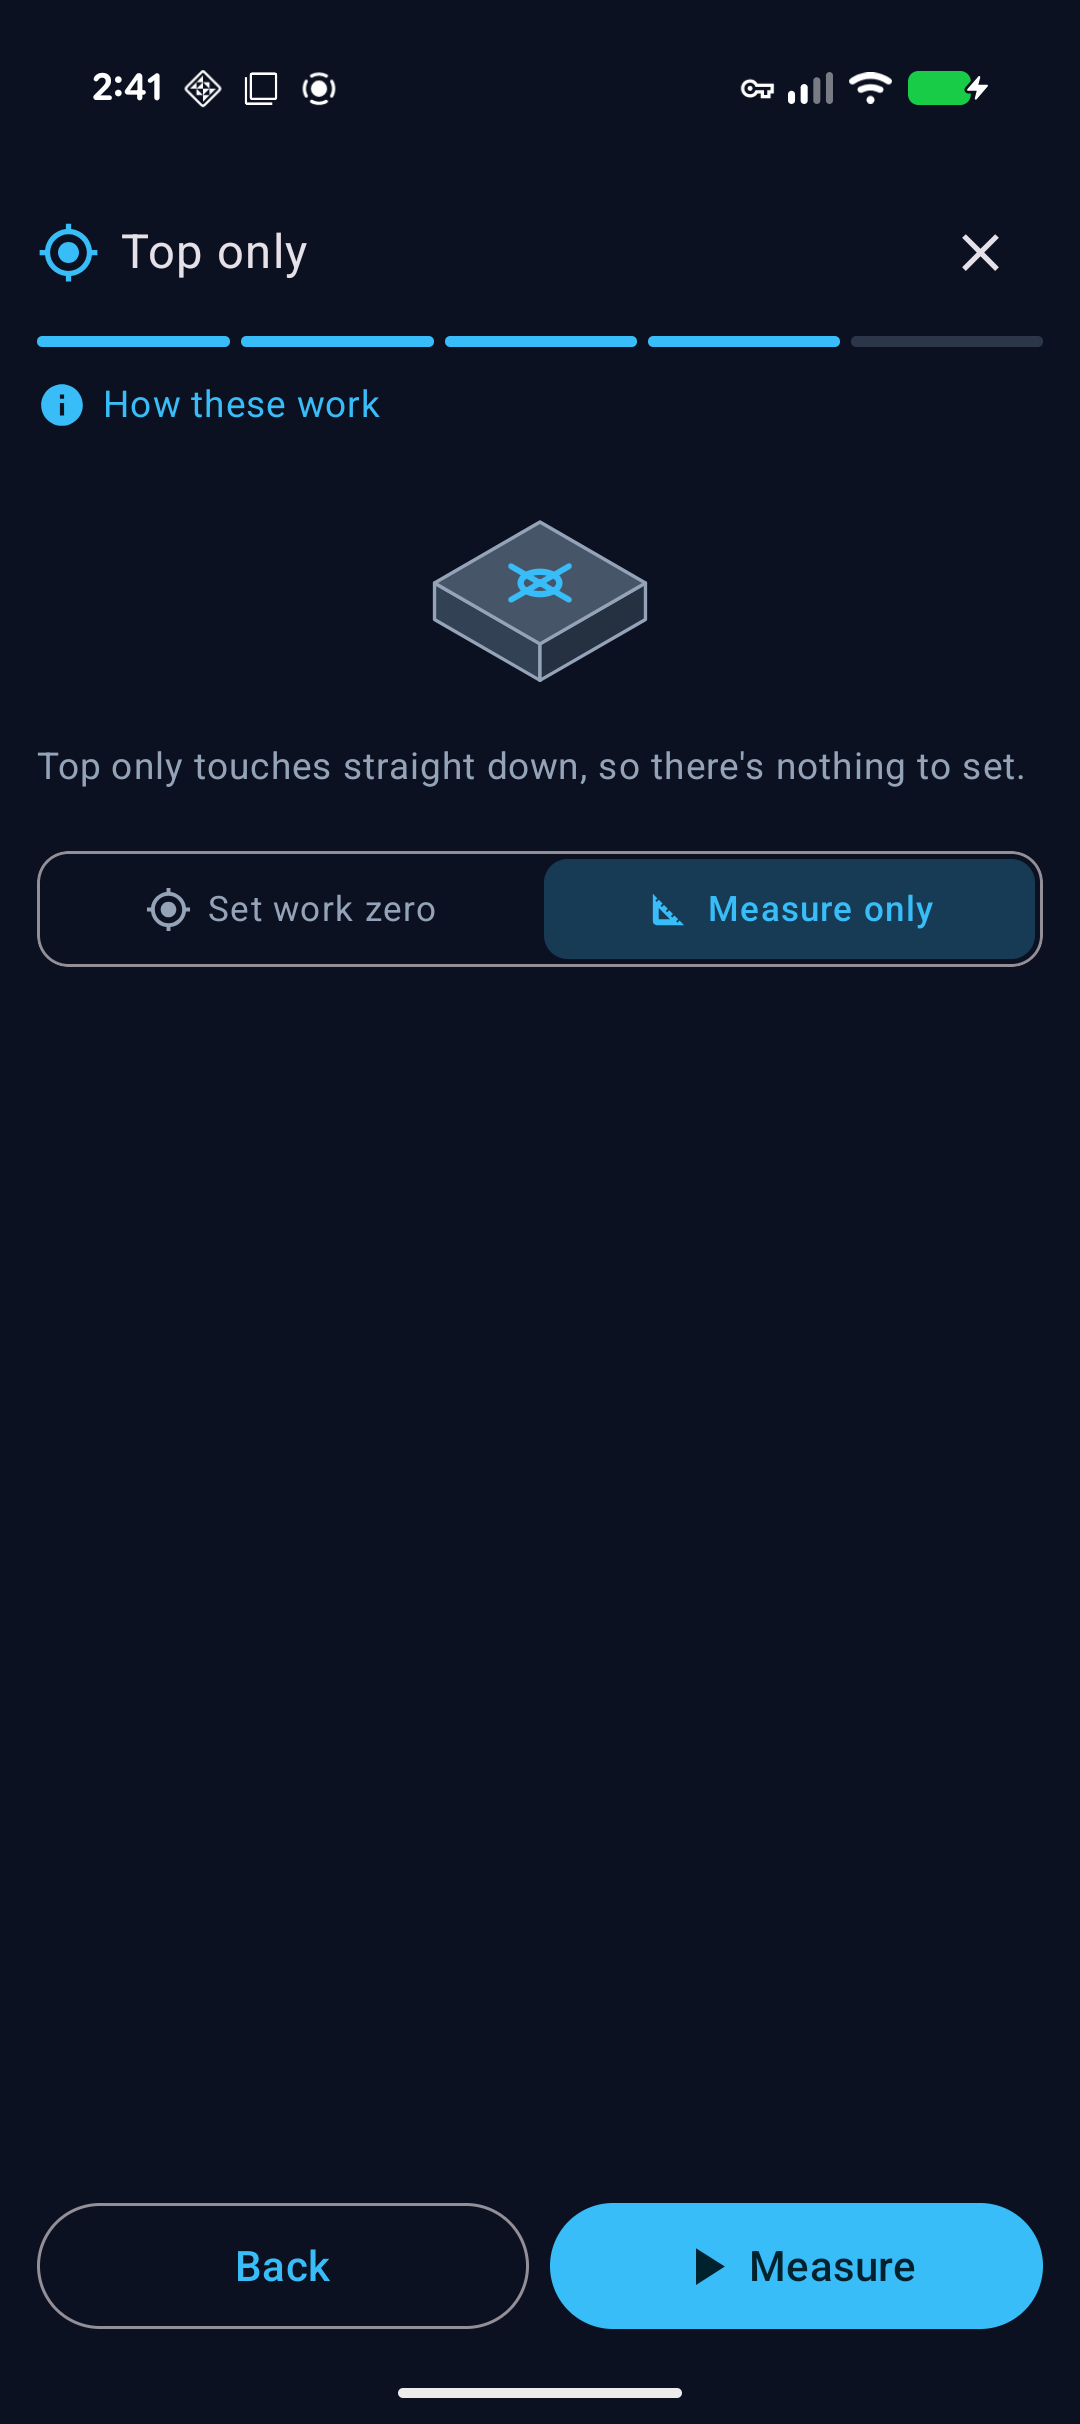 2:41
Top only
How these work
Top only touches straight down, so there's nothing to set.
Set work zero
Measure only
Back
Measure